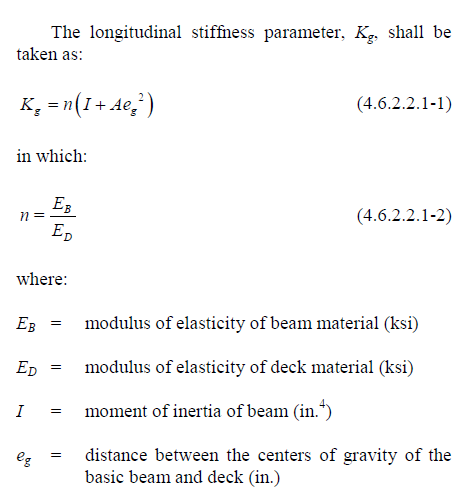 The longitudinal stiffness parameter, Kg, shall be
taken as:
Kg = n(I + Aeg²) (4.6.2.2.1-1)
in which:
n = EB / ED (4.6.2.2.1-2)
where:
EB = modulus of elasticity of beam material (ksi)
ED = modulus of elasticity of deck material (ksi)
I = moment of inertia of beam (in.⁴)
eg = distance between the centers of gravity of the
basic beam and deck (in.)